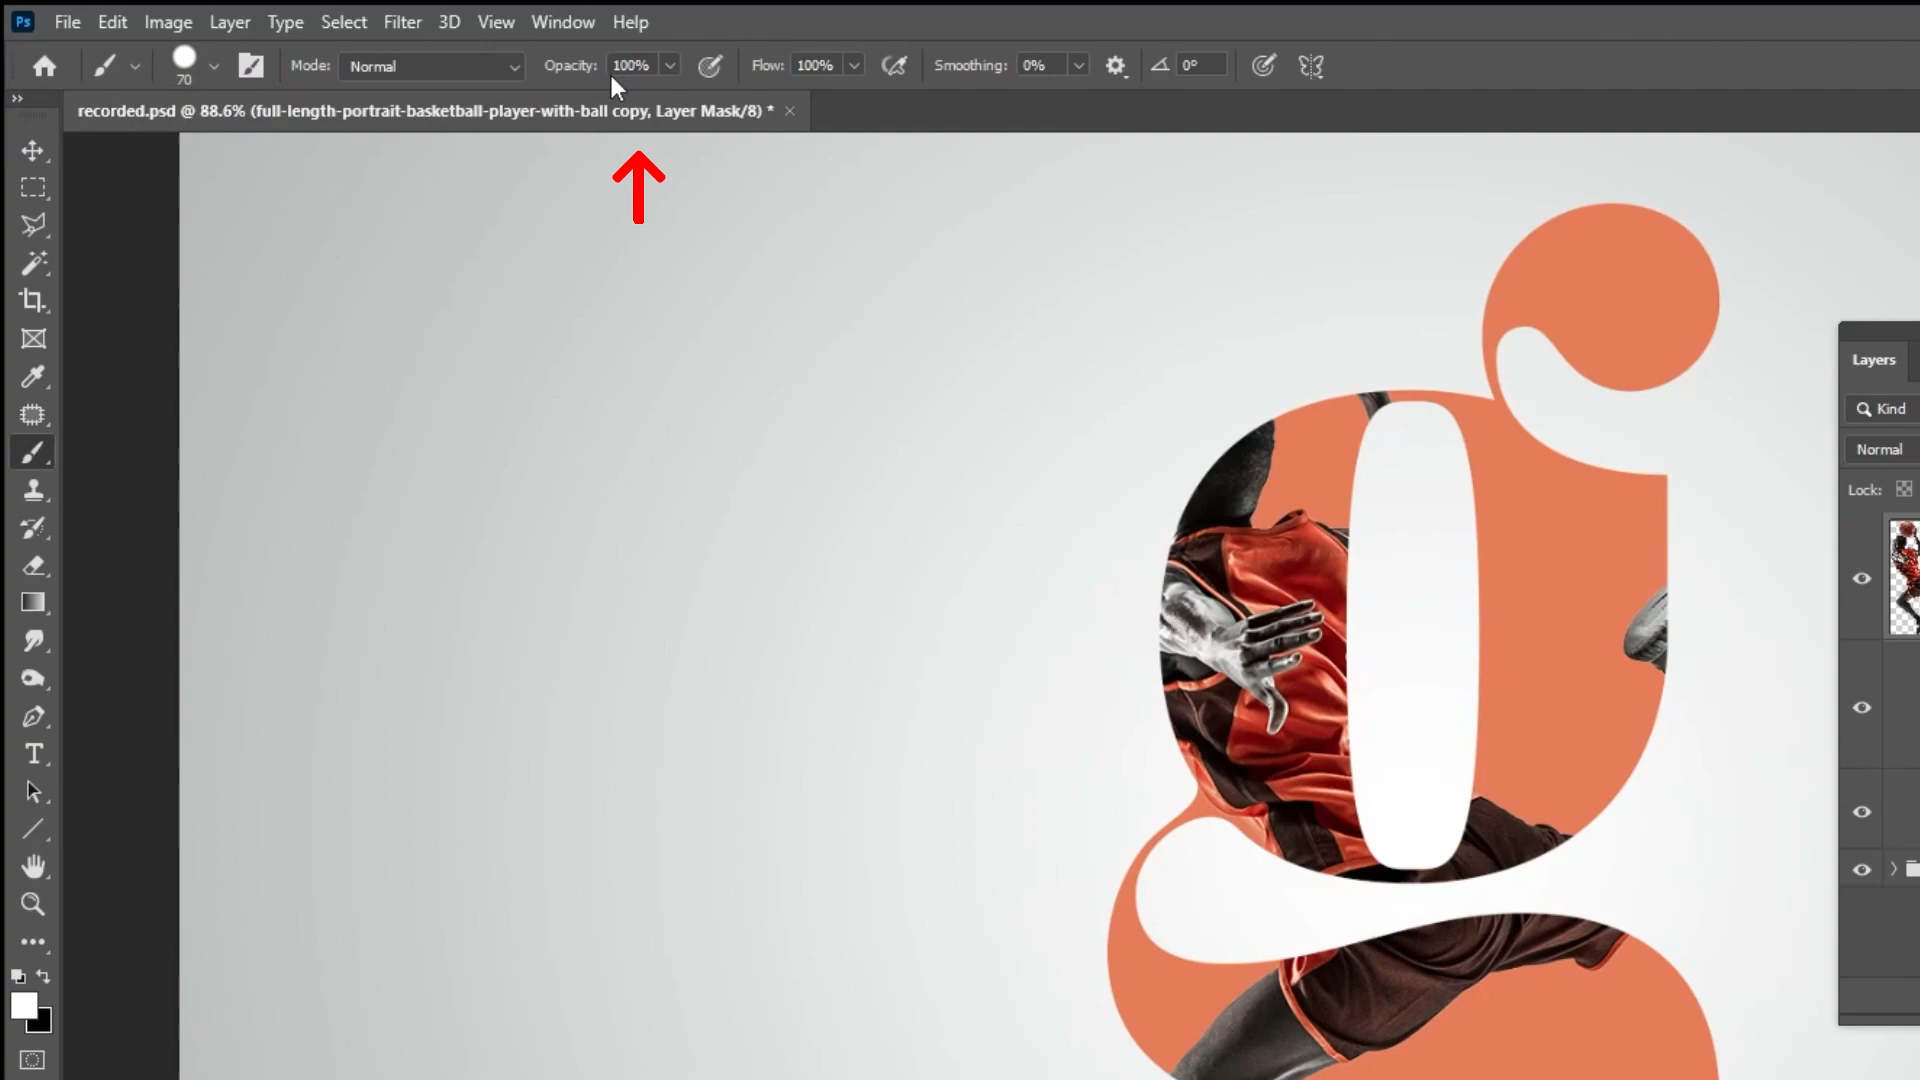 Ps File Edit Image Layer Type Select Filter 3D View Window Help
70 Mode: Normal Opacity: 100% Flow: 100% Smoothing: 0% 0°
recorded.psd @ 88.6% (full-length-portrait-basketball-player-with-ball copy, Layer Mask/8) *
g
Layers
Kind
Normal
Lock: